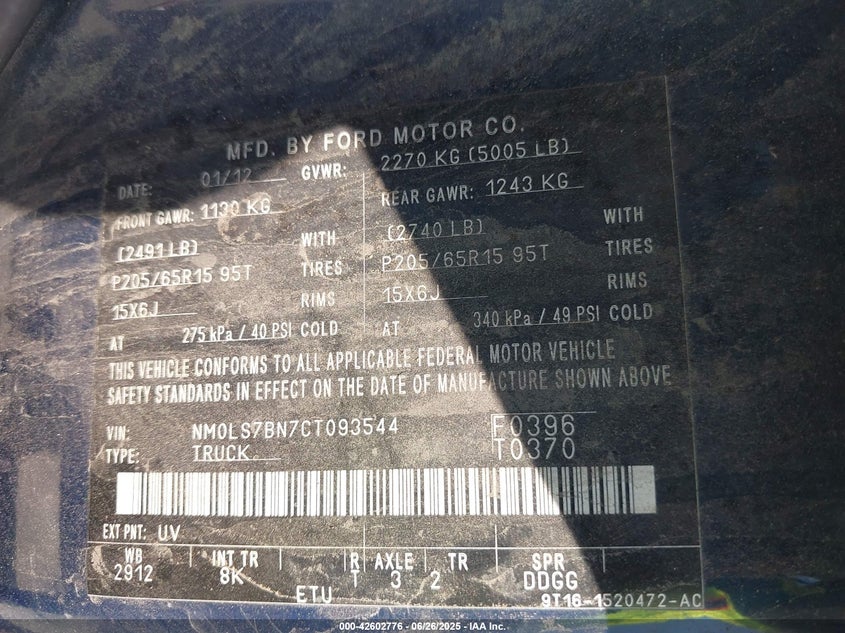 MFD. BY FORD MOTOR CO.
DATE: 01/12 GVWR: 2270 KG (5005 LB)
FRONT GAWR: 1130 KG REAR GAWR: 1243 KG
(2491 LB) WITH (2740 LB) WITH
P205/65R15 95T TIRES P205/65R15 95T TIRES
15X6J RIMS 15X6J RIMS
AT 275 kPa / 40 PSI COLD AT 340 kPa / 49 PSI COLD
THIS VEHICLE CONFORMS TO ALL APPLICABLE FEDERAL MOTOR VEHICLE
SAFETY STANDARDS IN EFFECT ON THE DATE OF MANUFACTURE SHOWN ABOVE
VIN: NM0LS7BN7CT093544 F0396
TYPE: TRUCK T0370
EXT PNT: UV
WB INT TR R AXLE TR SPR
2912 8K T 3 2 DDGG
ETU 9T16-1520472-AC
000-42602776 - 06/26/2025 - IAA Inc.